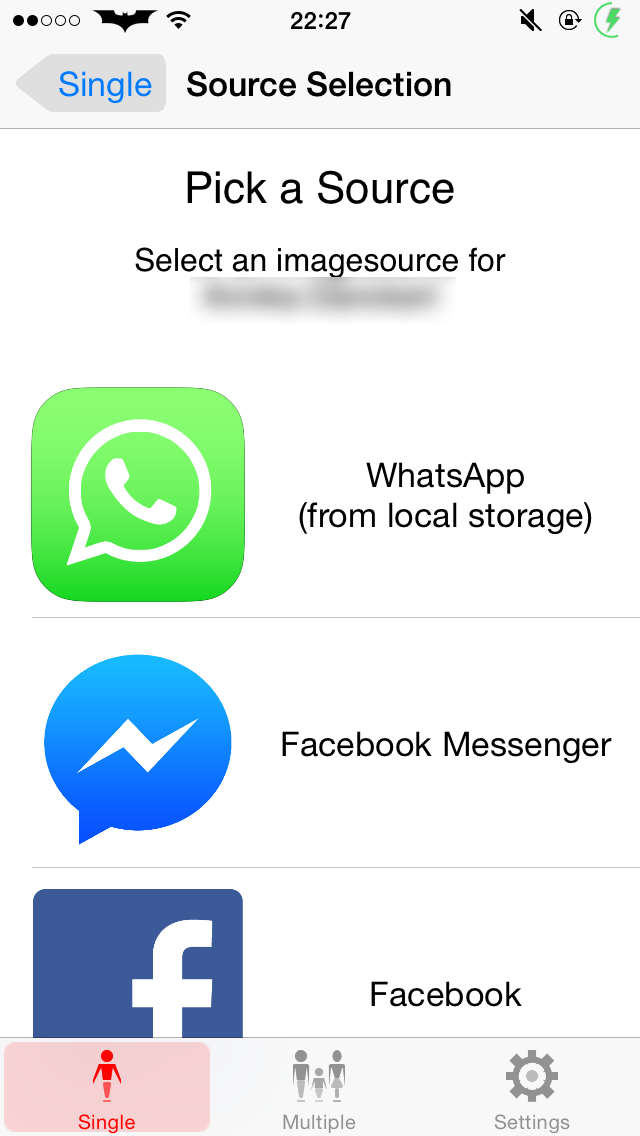 22:27
Single
Source Selection
Pick a Source
Select an imagesource for
WhatsApp
(from local storage)
Facebook Messenger
Facebook
Single
Multiple
Settings